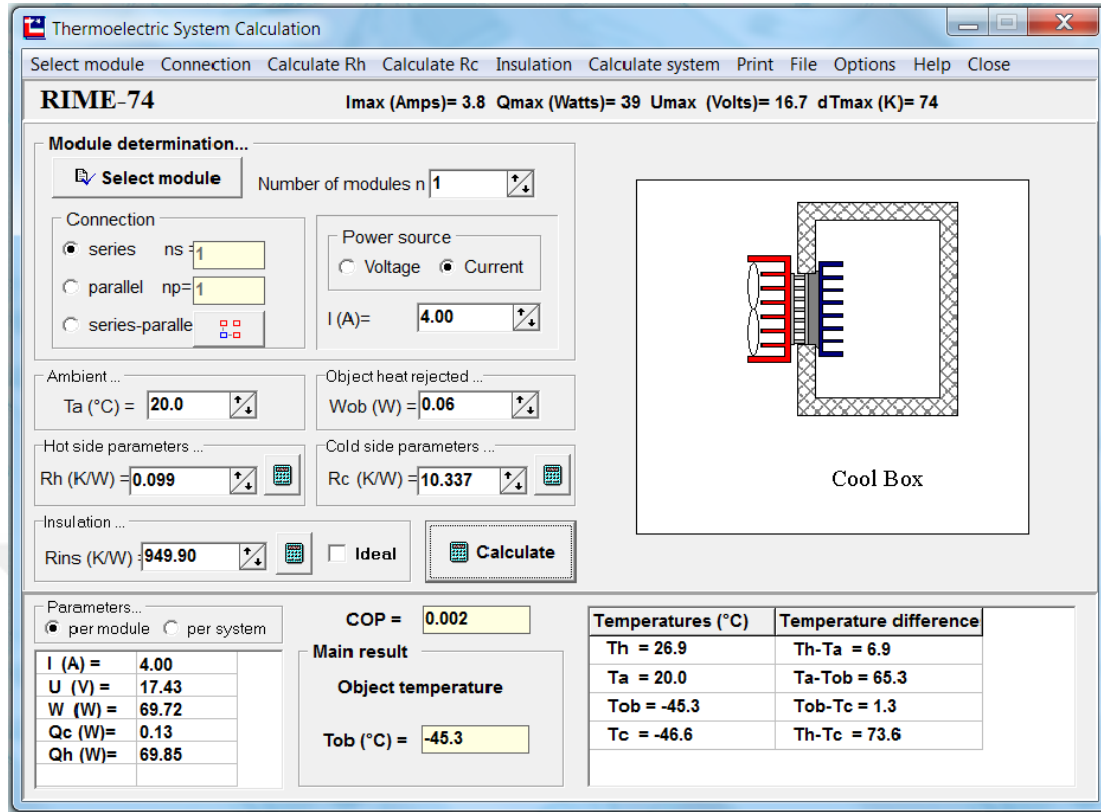 Thermoelectric System Calculation
Select module Connection Calculate Rh Calculate Rc Insulation Calculate system Print File Options Help Close
RIME-74 Imax (Amps)= 3.8 Qmax (Watts)= 39 Umax (Volts)= 16.7 dTmax (K)= 74
Module determination...
Select module Number of modules n 1
Connection
series ns = 1
parallel np= 1
series-paralle
Power source
Voltage Current
I (A)= 4.00
Ambient ...
Ta (°C) = 20.0
Object heat rejected ...
Wob (W) = 0.06
Hot side parameters ...
Rh (K/W) = 0.099
Cold side parameters ...
Rc (K/W) = 10.337
Insulation ...
Rins (K/W) = 949.90 Ideal
Calculate
Cool Box
Parameters...
per module per system
I (A) = 4.00
U (V) = 17.43
W (W) = 69.72
Qc (W)= 0.13
Qh (W)= 69.85
COP = 0.002
Main result
Object temperature
Tob (°C) = -45.3
Temperatures (°C) Temperature difference
Th = 26.9 Th-Ta = 6.9
Ta = 20.0 Ta-Tob = 65.3
Tob = -45.3 Tob-Tc = 1.3
Tc = -46.6 Th-Tc = 73.6